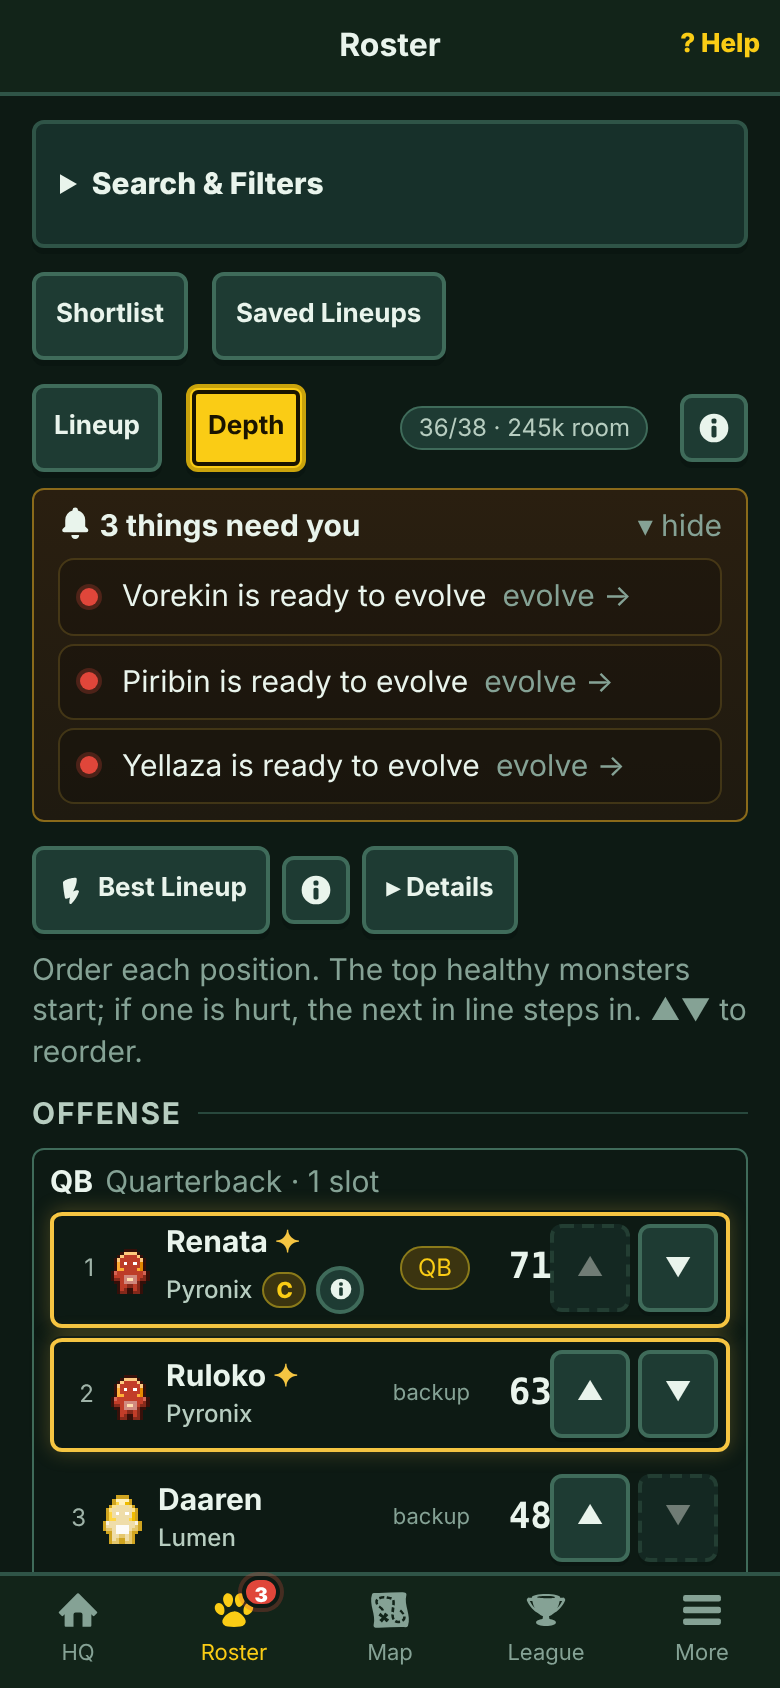 Roster
? Help
▶ Search & Filters
Shortlist
Saved Lineups
Lineup
Depth
36/38 · 245k room
3 things need you
▾ hide
Vorekin is ready to evolve evolve →
Piribin is ready to evolve evolve →
Yellaza is ready to evolve evolve →
Best Lineup
▸ Details
Order each position. The top healthy monsters
start; if one is hurt, the next in line steps in. ▲▼ to
reorder.
OFFENSE
QB Quarterback · 1 slot
1 Renata ✦
Pyronix C
QB 71 ▲ ▼
2 Ruloko ✦
Pyronix
backup 63 ▲ ▼
3 Daaren
Lumen
backup 48 ▲ ▼
3
HQ
Roster
Map
League
More